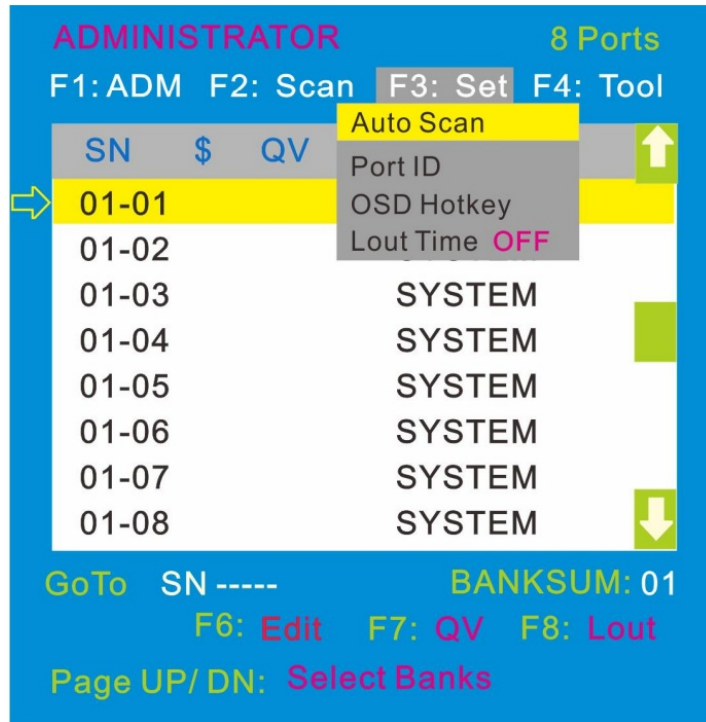 ADMINISTRATOR 8 Ports
F1: ADM F2: Scan F3: Set F4: Tool
SN $ QV
Auto Scan
Port ID
OSD Hotkey
Lout Time OFF
01-01
01-02
01-03 SYSTEM
01-04 SYSTEM
01-05 SYSTEM
01-06 SYSTEM
01-07 SYSTEM
01-08 SYSTEM
GoTo SN ----- BANKSUM: 01
F6: Edit F7: QV F8: Lout
Page UP/ DN: Select Banks